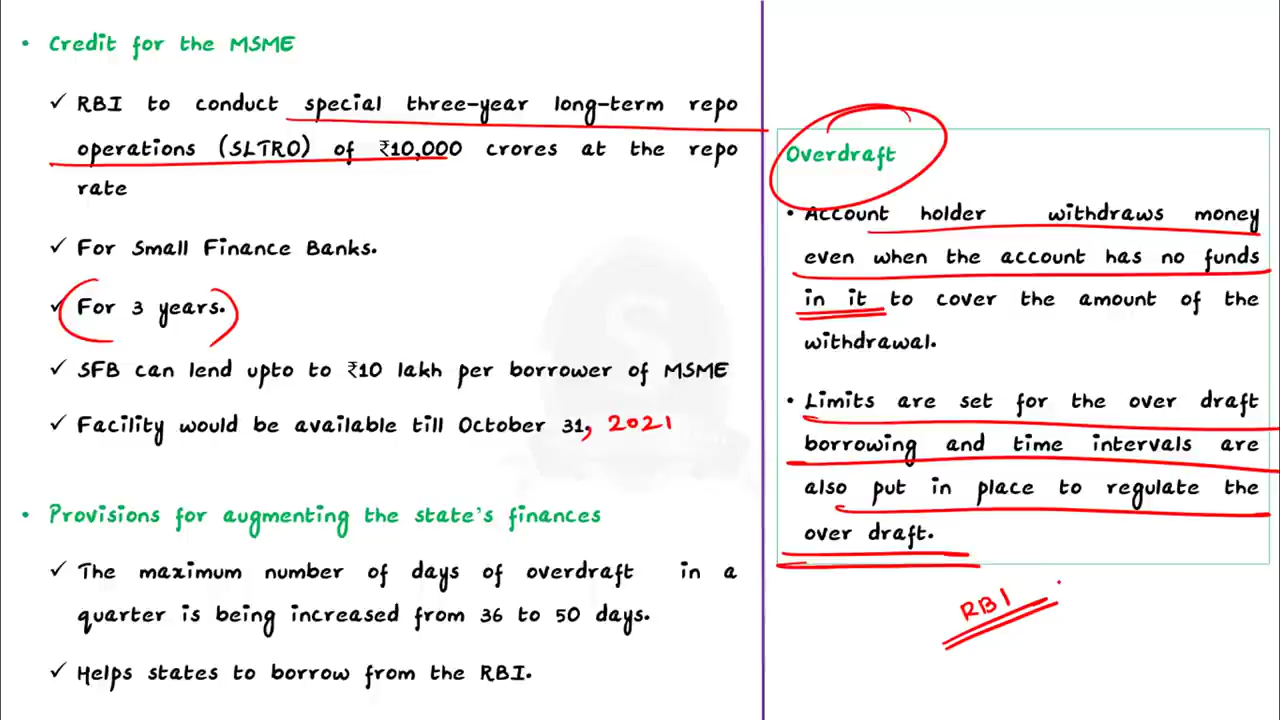 • Credit for the MSME
✓ RBI to conduct special three-year long-term repo
operations (SLTRO) of ₹10,000 crores at the repo
rate
✓ For Small Finance Banks.
✓ For 3 years.
✓ SFB can lend upto to ₹10 lakh per borrower of MSME
✓ Facility would be available till October 31, 2021
• Provisions for augmenting the state's finances
✓ The maximum number of days of overdraft in a
quarter is being increased from 36 to 50 days.
✓ Helps states to borrow from the RBI.
Overdraft
• Account holder withdraws money
even when the account has no funds
in it to cover the amount of the
withdrawal.
• Limits are set for the over draft
borrowing and time intervals are
also put in place to regulate the
over draft.
RBI